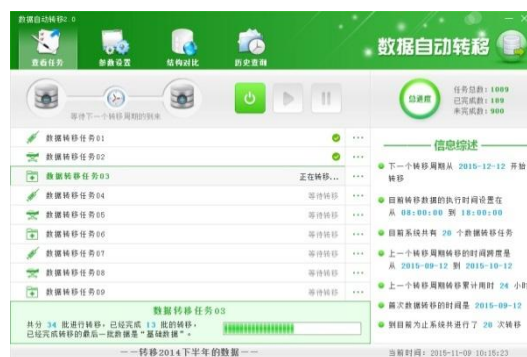 数据自动转移2.0
查看任务
参数设置
结构对比
历史查询
数据自动转移
等待下一个转移周期的到来
总进度
任务总数: 1089
已完成数: 189
未完成数: 900
信息综述
数据转移任务01
数据转移任务02
数据转移任务03 正在转移...
数据转移任务04 等待转移
数据转移任务05 等待转移
数据转移任务06 等待转移
数据转移任务07 等待转移
数据转移任务08 等待转移
数据转移任务09 等待转移
下一个转移周期从 2015-12-12 开始
转移
目前转移数据的执行时间设置在
从 08:00:00 到 18:00:00
目前系统共有 20 个数据转移任务
上一个转移周期转移的时间跨度是
从 2015-09-12 到 2015-10-12
上一个转移周期转移累计用时 24 小时
首次数据转移的时间是 2015-09-12
到目前为止系统共进行了 20 次转移
数据转移任务03
共分 34 批进行转移，已经完成 13 批的转移，
已经完成转移的最后一批数据是“基础数据”。
——转移2014下半年的数据——
当前时间: 2015-11-09 10:15:23